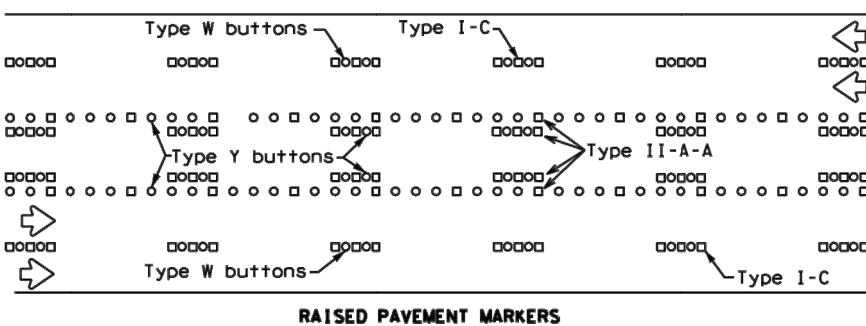 Type W buttons
Type I-C
Type Y buttons
Type II-A-A
Type W buttons
Type I-C
RAISED PAVEMENT MARKERS